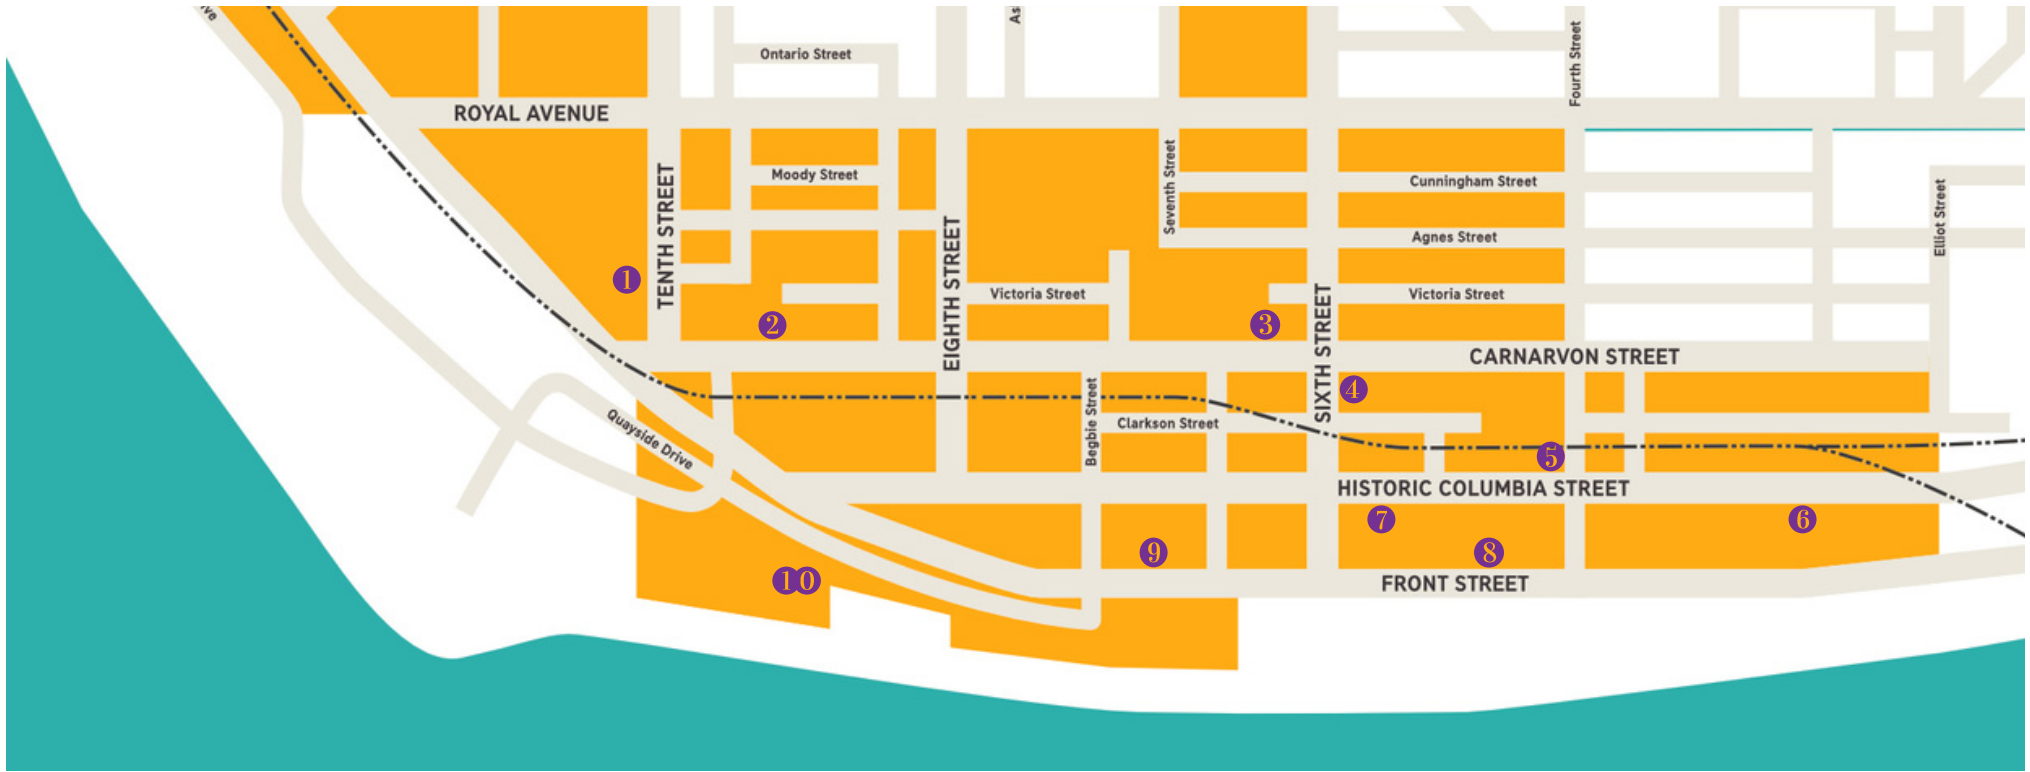 ive
As
Ontario Street
Fourth Street
ROYAL AVENUE
Moody Street
Seventh Street
Cunningham Street
TENTH STREET
EIGHTH STREET
Agnes Street
Elliot Street
1
Victoria Street
Victoria Street
2
3
SIXTH STREET
CARNARVON STREET
4
Begbie Street
Clarkson Street
Quayside Drive
5
HISTORIC COLUMBIA STREET
7
6
9
8
10
FRONT STREET